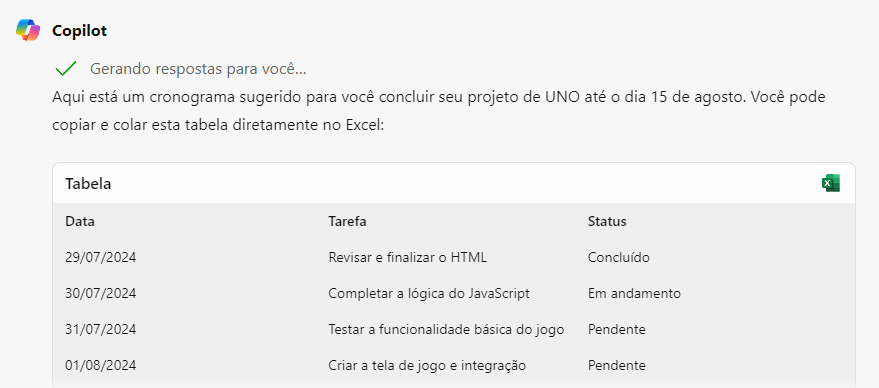 Copilot
Gerando respostas para você...
Aqui está um cronograma sugerido para você concluir seu projeto de UNO até o dia 15 de agosto. Você pode
copiar e colar esta tabela diretamente no Excel:
Tabela
Data Tarefa Status
29/07/2024 Revisar e finalizar o HTML Concluído
30/07/2024 Completar a lógica do JavaScript Em andamento
31/07/2024 Testar a funcionalidade básica do jogo Pendente
01/08/2024 Criar a tela de jogo e integração Pendente